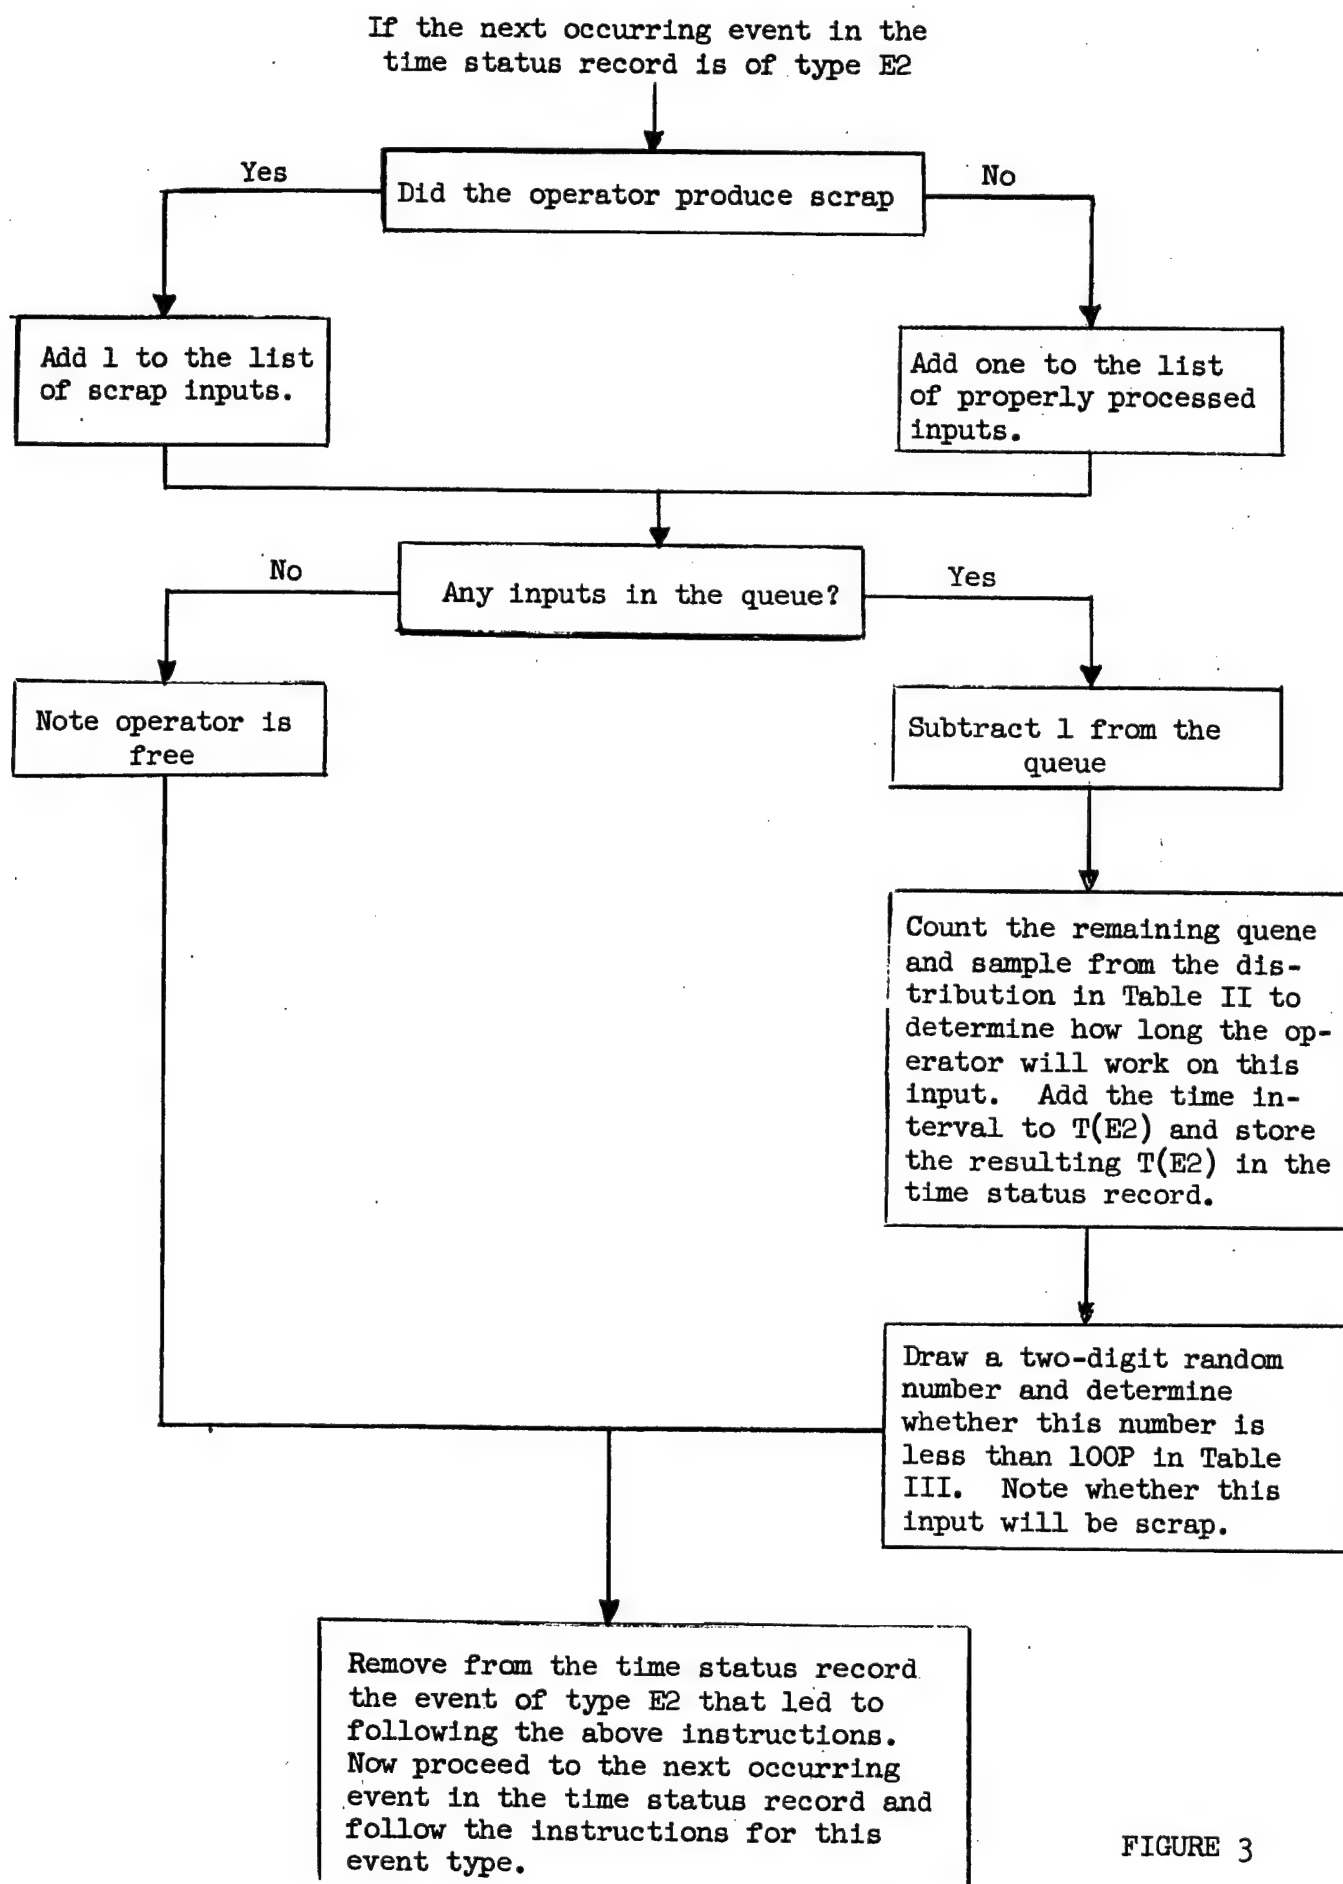 If the next occurring event in the
time status record is of type E2
Yes
No
Did the operator produce scrap
Add 1 to the list
of scrap inputs.
Add one to the list
of properly processed
inputs.
No
Yes
Any inputs in the queue?
Note operator is
free
Subtract 1 from the
queue
Count the remaining quene
and sample from the dis-
tribution in Table II to
determine how long the op-
erator will work on this
input. Add the time in-
terval to T(E2) and store
the resulting T(E2) in the
time status record.
Draw a two-digit random
number and determine
whether this number is
less than 100P in Table
III. Note whether this
input will be scrap.
Remove from the time status record
the event of type E2 that led to
following the above instructions.
Now proceed to the next occurring
event in the time status record and
follow the instructions for this
event type.
FIGURE 3